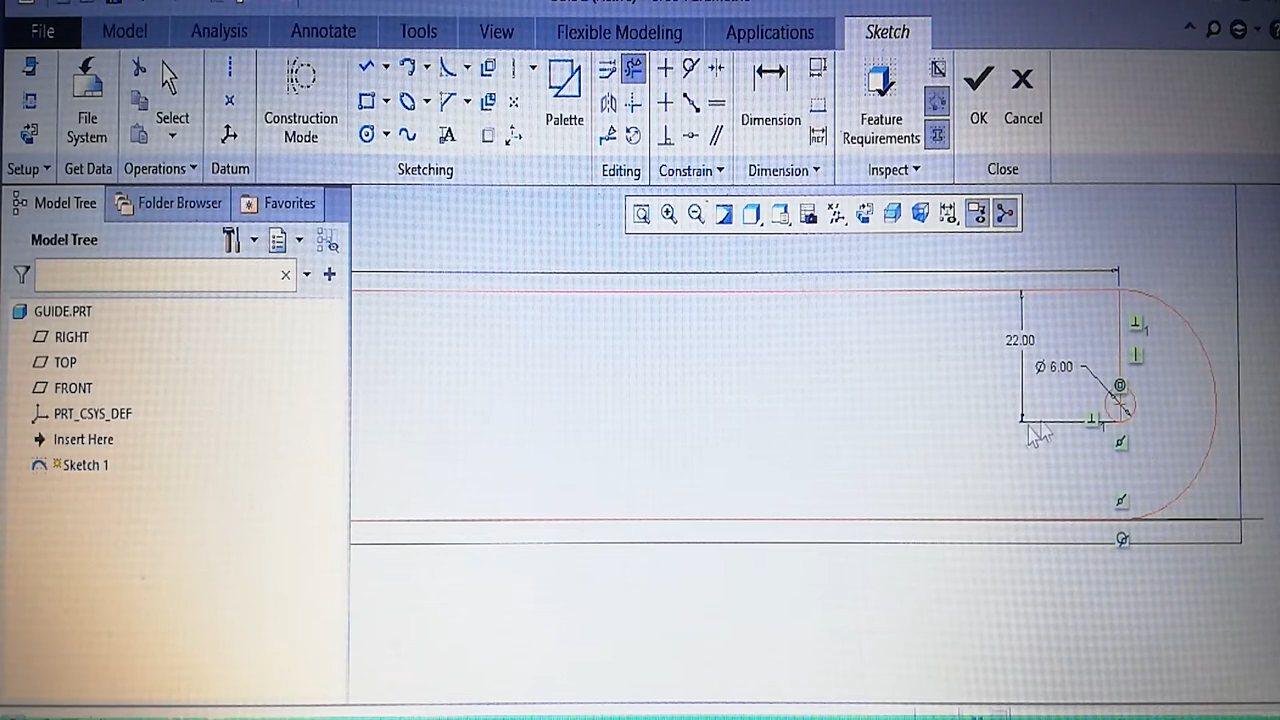 File Model Analysis Annotate Tools View Flexible Modeling Applications Sketch
File System
Select
Construction Mode
Palette
Dimension
Feature Requirements
OK Cancel
Setup Get Data Operations Datum Sketching Editing Constrain Dimension Inspect Close
Model Tree Folder Browser Favorites
Model Tree
GUIDE.PRT
RIGHT
TOP
FRONT
PRT_CSYS_DEF
Insert Here
Sketch 1
22.00
Ø 6.00